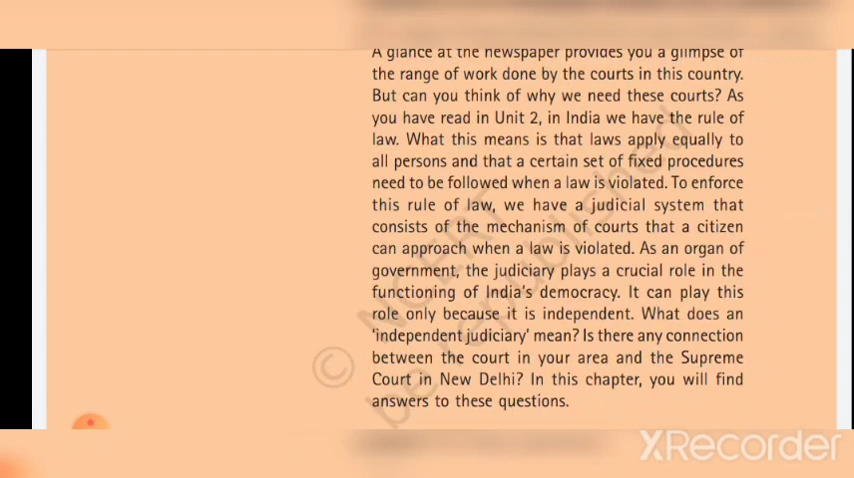 A glance at the newspaper provides you a glimpse of
the range of work done by the courts in this country.
But can you think of why we need these courts? As
you have read in Unit 2, in India we have the rule of
law. What this means is that laws apply equally to
all persons and that a certain set of fixed procedures
need to be followed when a law is violated. To enforce
this rule of law, we have a judicial system that
consists of the mechanism of courts that a citizen
can approach when a law is violated. As an organ of
government, the judiciary plays a crucial role in the
functioning of India's democracy. It can play this
role only because it is independent. What does an
'independent judiciary' mean? Is there any connection
between the court in your area and the Supreme
Court in New Delhi? In this chapter, you will find
answers to these questions.
© NCERT
be republished
XRecorder